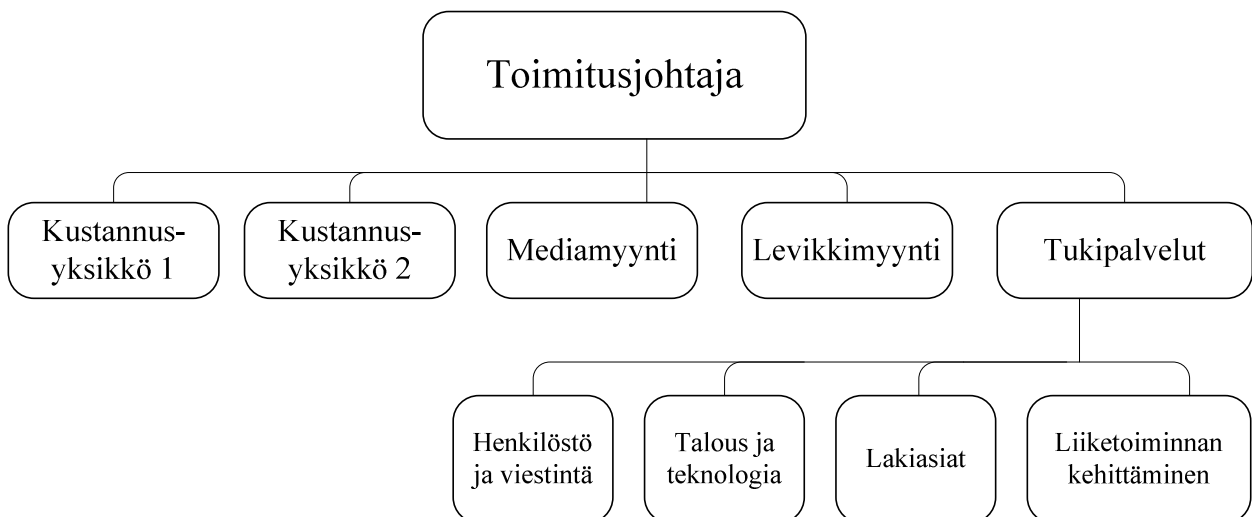 Toimitusjohtaja
Kustannus-
yksikkö 1
Kustannus-
yksikkö 2
Mediamyynti
Levikkimyynti
Tukipalvelut
Henkilöstö
ja viestintä
Talous ja
teknologia
Lakiasiat
Liiketoiminnan
kehittäminen